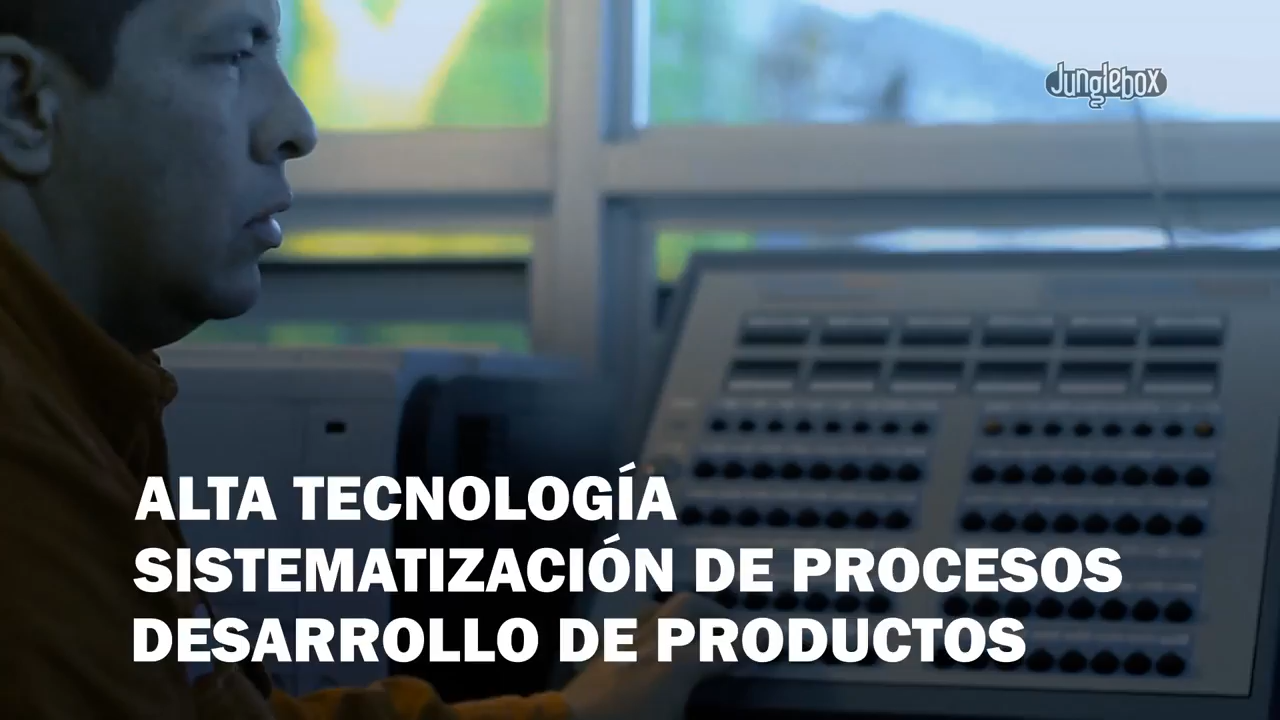 Junglebox
ALTA TECNOLOGÍA
SISTEMATIZACIÓN DE PROCESOS
DESARROLLO DE PRODUCTOS